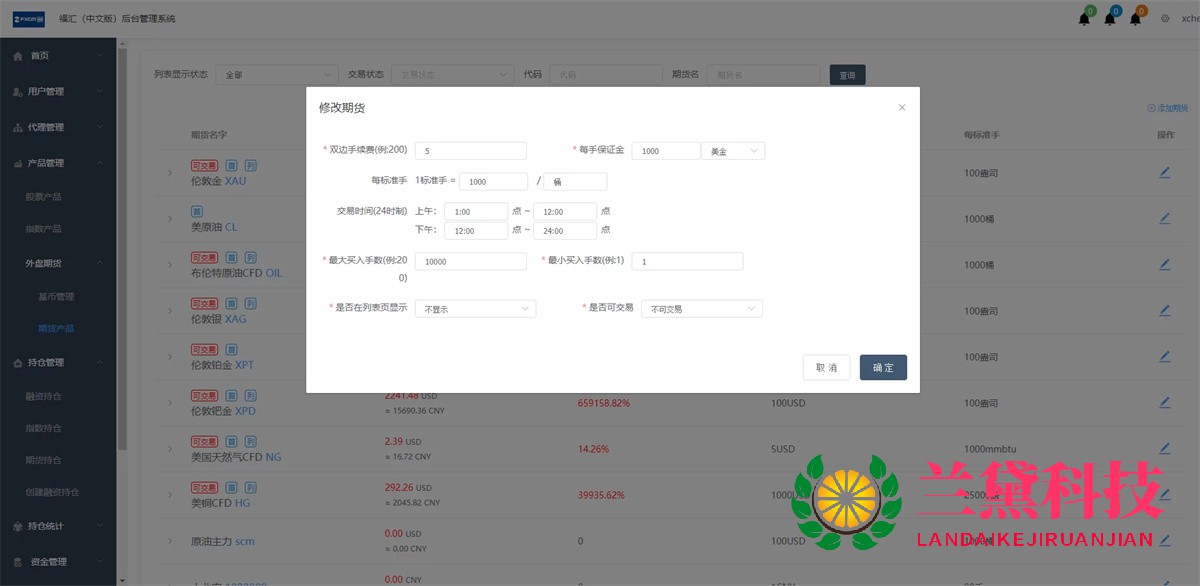 福汇（中文版）后台管理系统
0 0 0
xche
首页
用户管理
代理管理
产品管理
股票产品
指数产品
外盘期货
基币管理
期货产品
持仓管理
融资持仓
指数持仓
期货持仓
创建融资持仓
持仓统计
资金管理
列表显示状态 全部 交易状态 交易状态 代码 代码 期货名 期货名 查询
添加期货
期货名字 每标准手 操作
可交易 首 列
伦敦金 XAU 100盎司
首
美原油 CL 1000桶
可交易 首 列
布伦特原油CFD OIL 1000桶
可交易 首 列
伦敦银 XAG 100盎司
可交易 首
伦敦铂金 XPT 100盎司
可交易 首 列
伦敦钯金 XPD 2241.48 USD
≈ 15690.36 CNY 659158.82% 100USD 100盎司
可交易 首 列
美国天然气CFD NG 2.39 USD
≈ 16.72 CNY 14.26% 5USD 1000mmbtu
可交易 首 列
美铜CFD HG 292.26 USD
≈ 2045.82 CNY 39935.62%
原油主力 scm 0.00 USD
≈ 0.00 CNY 0 100USD
0.00 CNY
修改期货
×
* 双边手续费(例:200) 5 * 每手保证金 1000 美金
每标准手 1标准手 = 1000 / 桶
交易时间(24时制) 上午： 1:00 点 ~ 12:00 点
下午： 12:00 点 ~ 24:00 点
* 最大买入手数(例:200) 10000 * 最小买入手数(例:1) 1
* 是否在列表页显示 不显示 * 是否可交易 不可交易
取 消 确 定
兰黛科技
LANDAIKEJIRUANJIAN